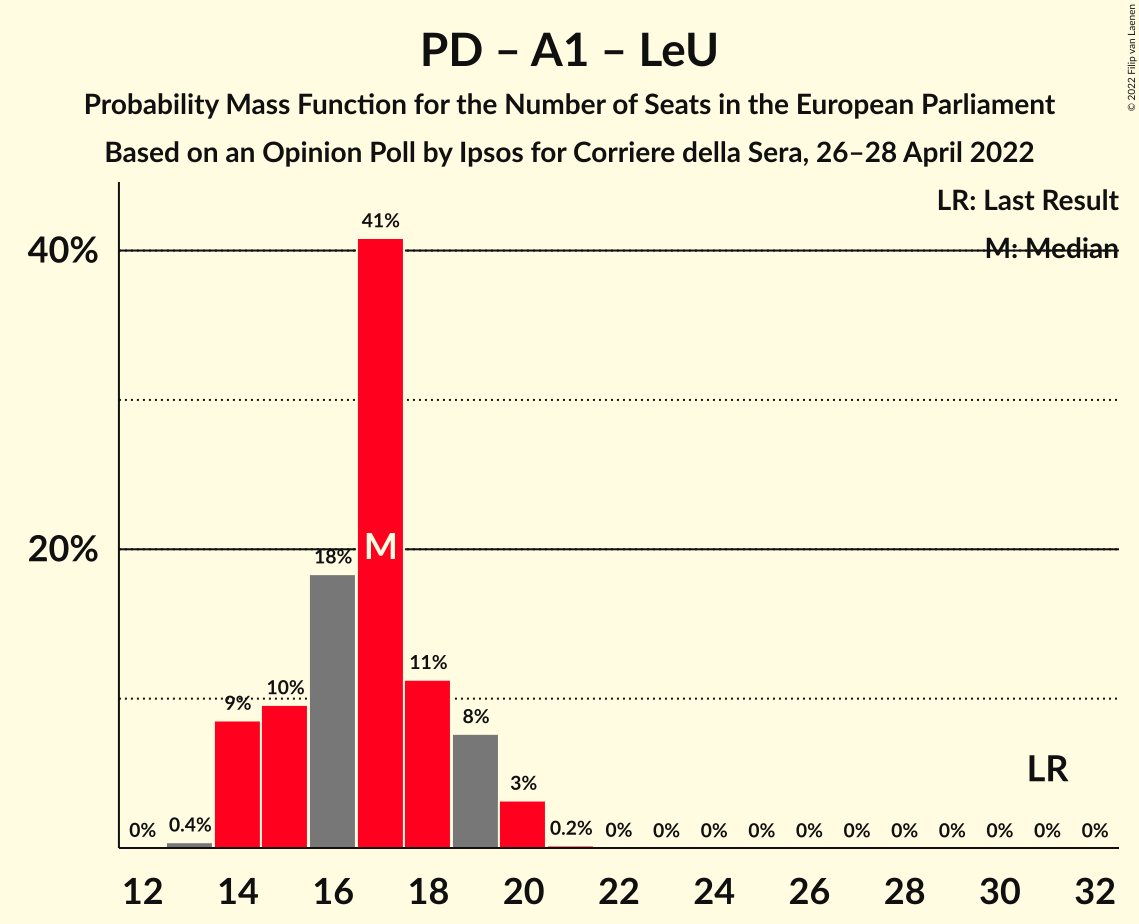 PD – A1 – LeU
Probability Mass Function for the Number of Seats in the European Parliament
Based on an Opinion Poll by Ipsos for Corriere della Sera, 26–28 April 2022
© 2022 Filip van Laenen
LR: Last Result
M: Median
40%
20%
0%
0.4%
9%
10%
18%
41%
M
11%
8%
3%
0.2%
0%
0%
0%
0%
0%
0%
0%
0%
0%
0%
0%
LR
12 14 16 18 20 22 24 26 28 30 32